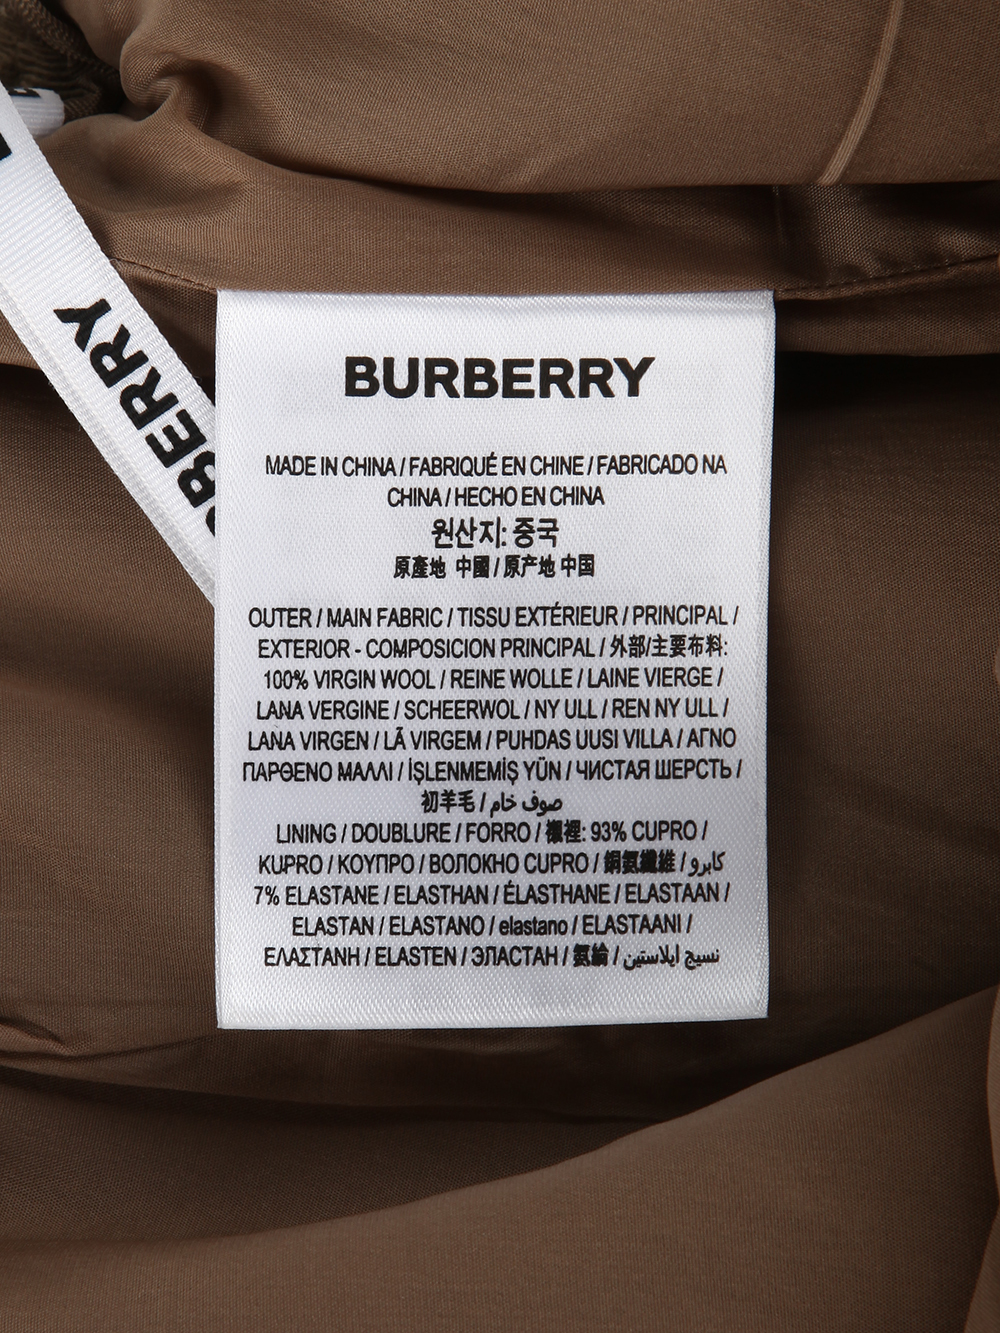 BERRY
BURBERRY
MADE IN CHINA / FABRIQUÉ EN CHINE / FABRICADO NA
CHINA / HECHO EN CHINA
원산지: 중국
原產地 中國 / 原产地 中国
OUTER / MAIN FABRIC / TISSU EXTÉRIEUR / PRINCIPAL /
EXTERIOR - COMPOSICION PRINCIPAL / 外部/主要布料:
100% VIRGIN WOOL / REINE WOLLE / LAINE VIERGE /
LANA VERGINE / SCHEERWOL / NY ULL / REN NY ULL /
LANA VIRGEN / LÃ VIRGEM / PUHDAS UUSI VILLA / ΑΓΝΟ
ΠΑΡΘΕΝΟ ΜΑΛΛΙ / İŞLENMEMİŞ YÜN / ЧИСТАЯ ШЕРСТЬ /
初羊毛 / صوف خام
LINING / DOUBLURE / FORRO / 襯裡: 93% CUPRO /
KUPRO / ΚΟΥΠΡΟ / ВОЛОКНО CUPRO / 銅氨纖維 / كابرو
7% ELASTANE / ELASTHAN / ÉLASTHANE / ELASTAAN /
ELASTAN / ELASTANO / elastano / ELASTAANI /
ΕΛΑΣΤΑΝΗ / ELASTEN / ЭЛАСТАН / 氨綸 / نسيج ايلاستين